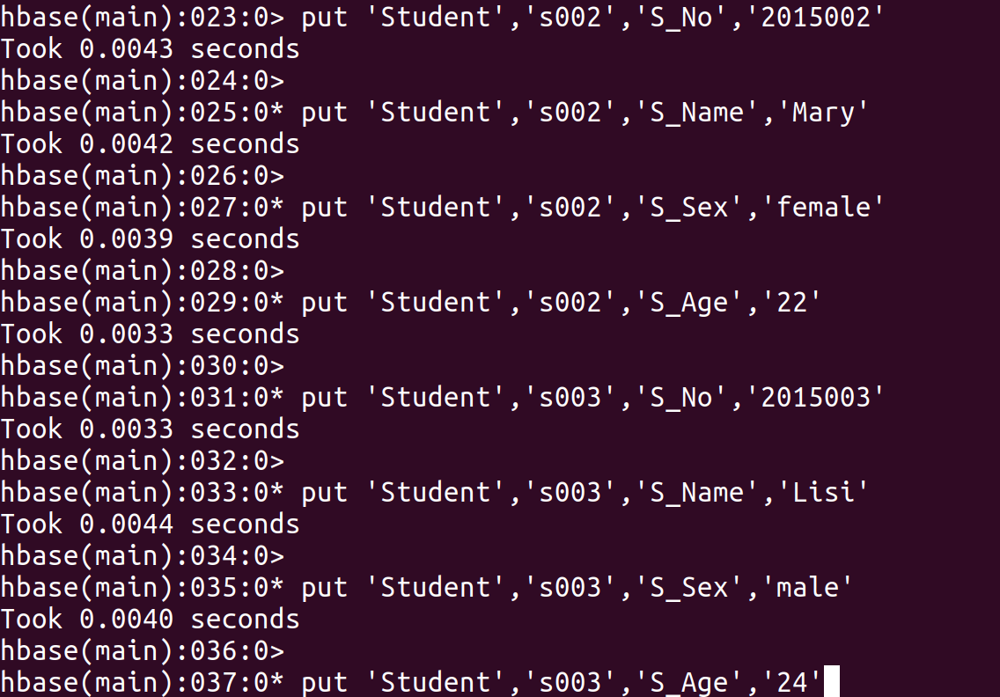 hbase(main):023:0> put 'Student','s002','S_No','2015002'
Took 0.0043 seconds
hbase(main):024:0>
hbase(main):025:0* put 'Student','s002','S_Name','Mary'
Took 0.0042 seconds
hbase(main):026:0>
hbase(main):027:0* put 'Student','s002','S_Sex','female'
Took 0.0039 seconds
hbase(main):028:0>
hbase(main):029:0* put 'Student','s002','S_Age','22'
Took 0.0033 seconds
hbase(main):030:0>
hbase(main):031:0* put 'Student','s003','S_No','2015003'
Took 0.0033 seconds
hbase(main):032:0>
hbase(main):033:0* put 'Student','s003','S_Name','Lisi'
Took 0.0044 seconds
hbase(main):034:0>
hbase(main):035:0* put 'Student','s003','S_Sex','male'
Took 0.0040 seconds
hbase(main):036:0>
hbase(main):037:0* put 'Student','s003','S_Age','24'